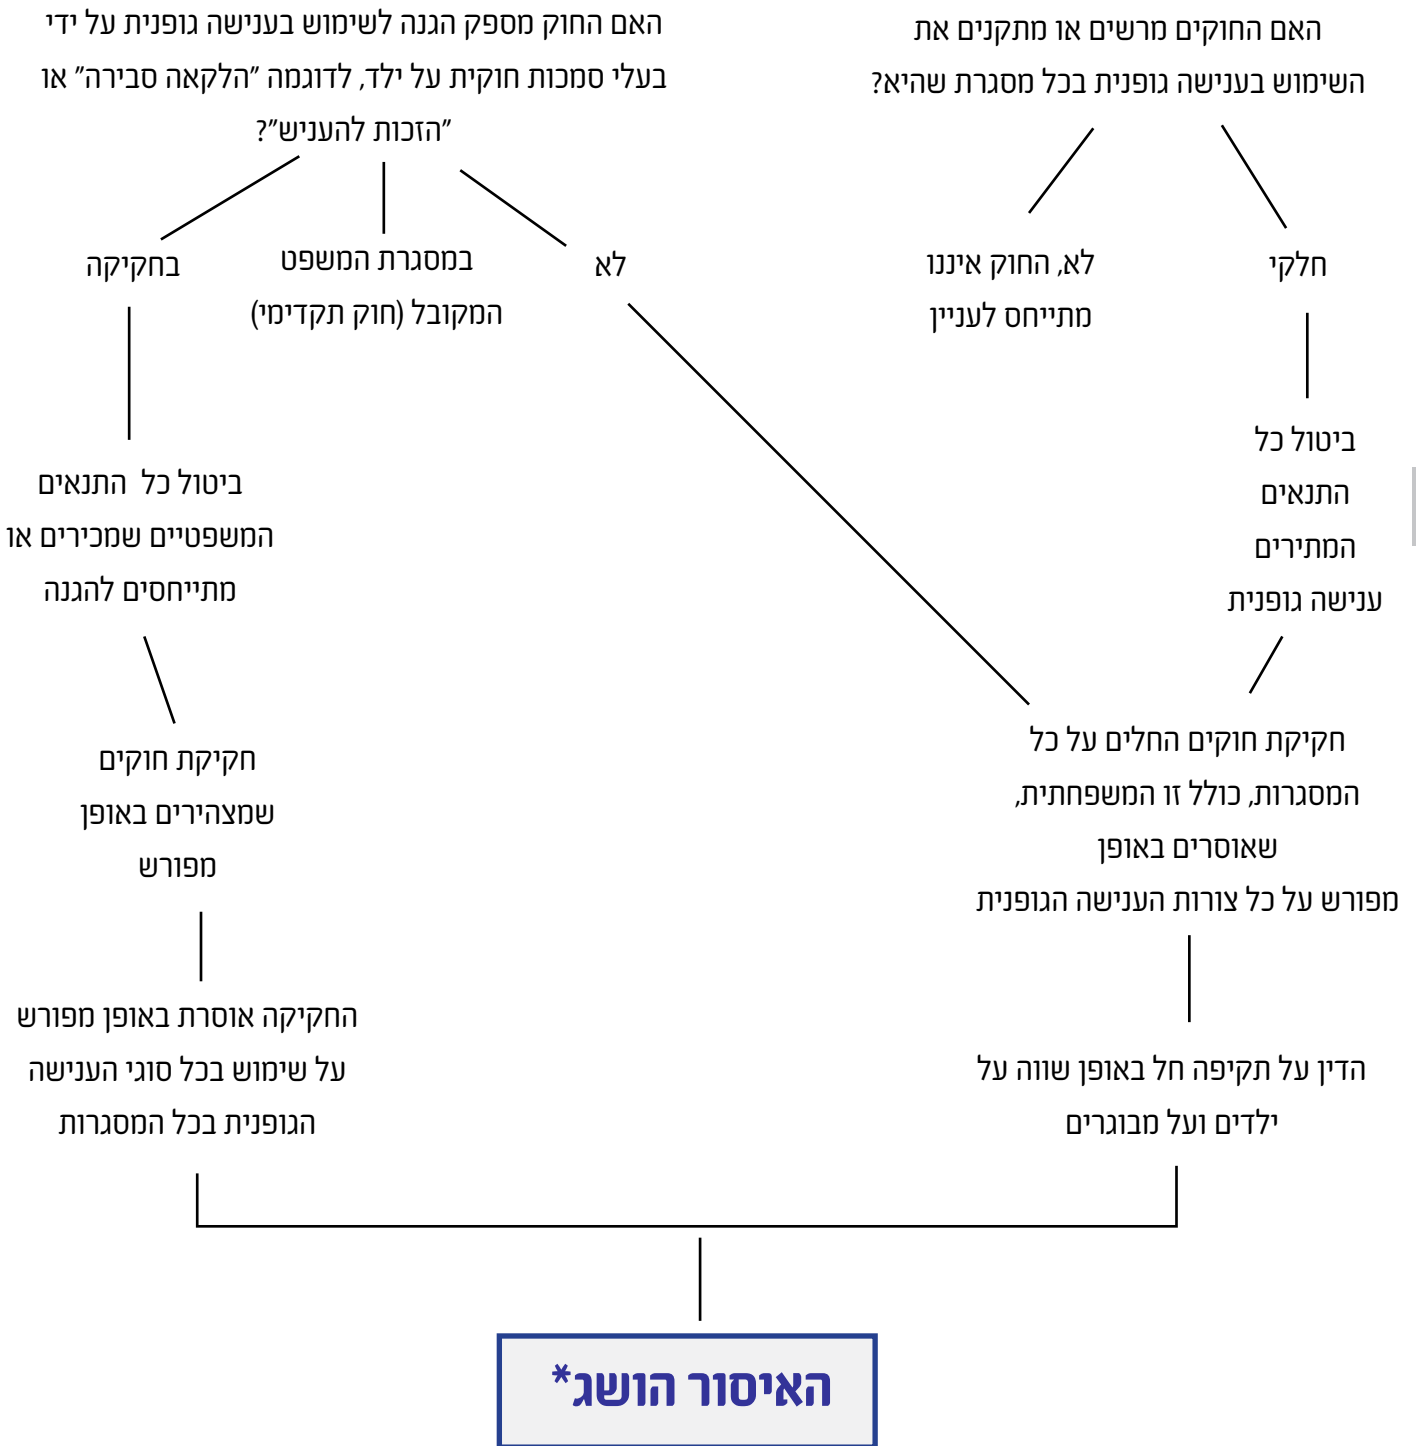 האם החוקים מרשים או מתקנים את
השימוש בענישה גופנית בכל מסגרת שהיא?
האם החוק מספק הגנה לשימוש בענישה גופנית על ידי
בעלי סמכות חוקית על ילד, לדוגמה "הלקאה סבירה" או
"הזכות להעניש"?
חלקי
לא, החוק איננו
מתייחס לעניין
לא
במסגרת המשפט
המקובל (חוק תקדימי)
בחקיקה
ביטול כל
התנאים
המתירים
ענישה גופנית
ביטול כל התנאים
המשפטיים שמכירים או
מתייחסים להגנה
חקיקת חוקים החלים על כל
המסגרות, כולל זו המשפחתית,
שאוסרים באופן
מפורש על כל צורות הענישה הגופנית
חקיקת חוקים
שמצהירים באופן
מפורש
הדין על תקיפה חל באופן שווה על
ילדים ועל מבוגרים
החקיקה אוסרת באופן מפורש
על שימוש בכל סוגי הענישה
הגופנית בכל המסגרות
האיסור הושג*